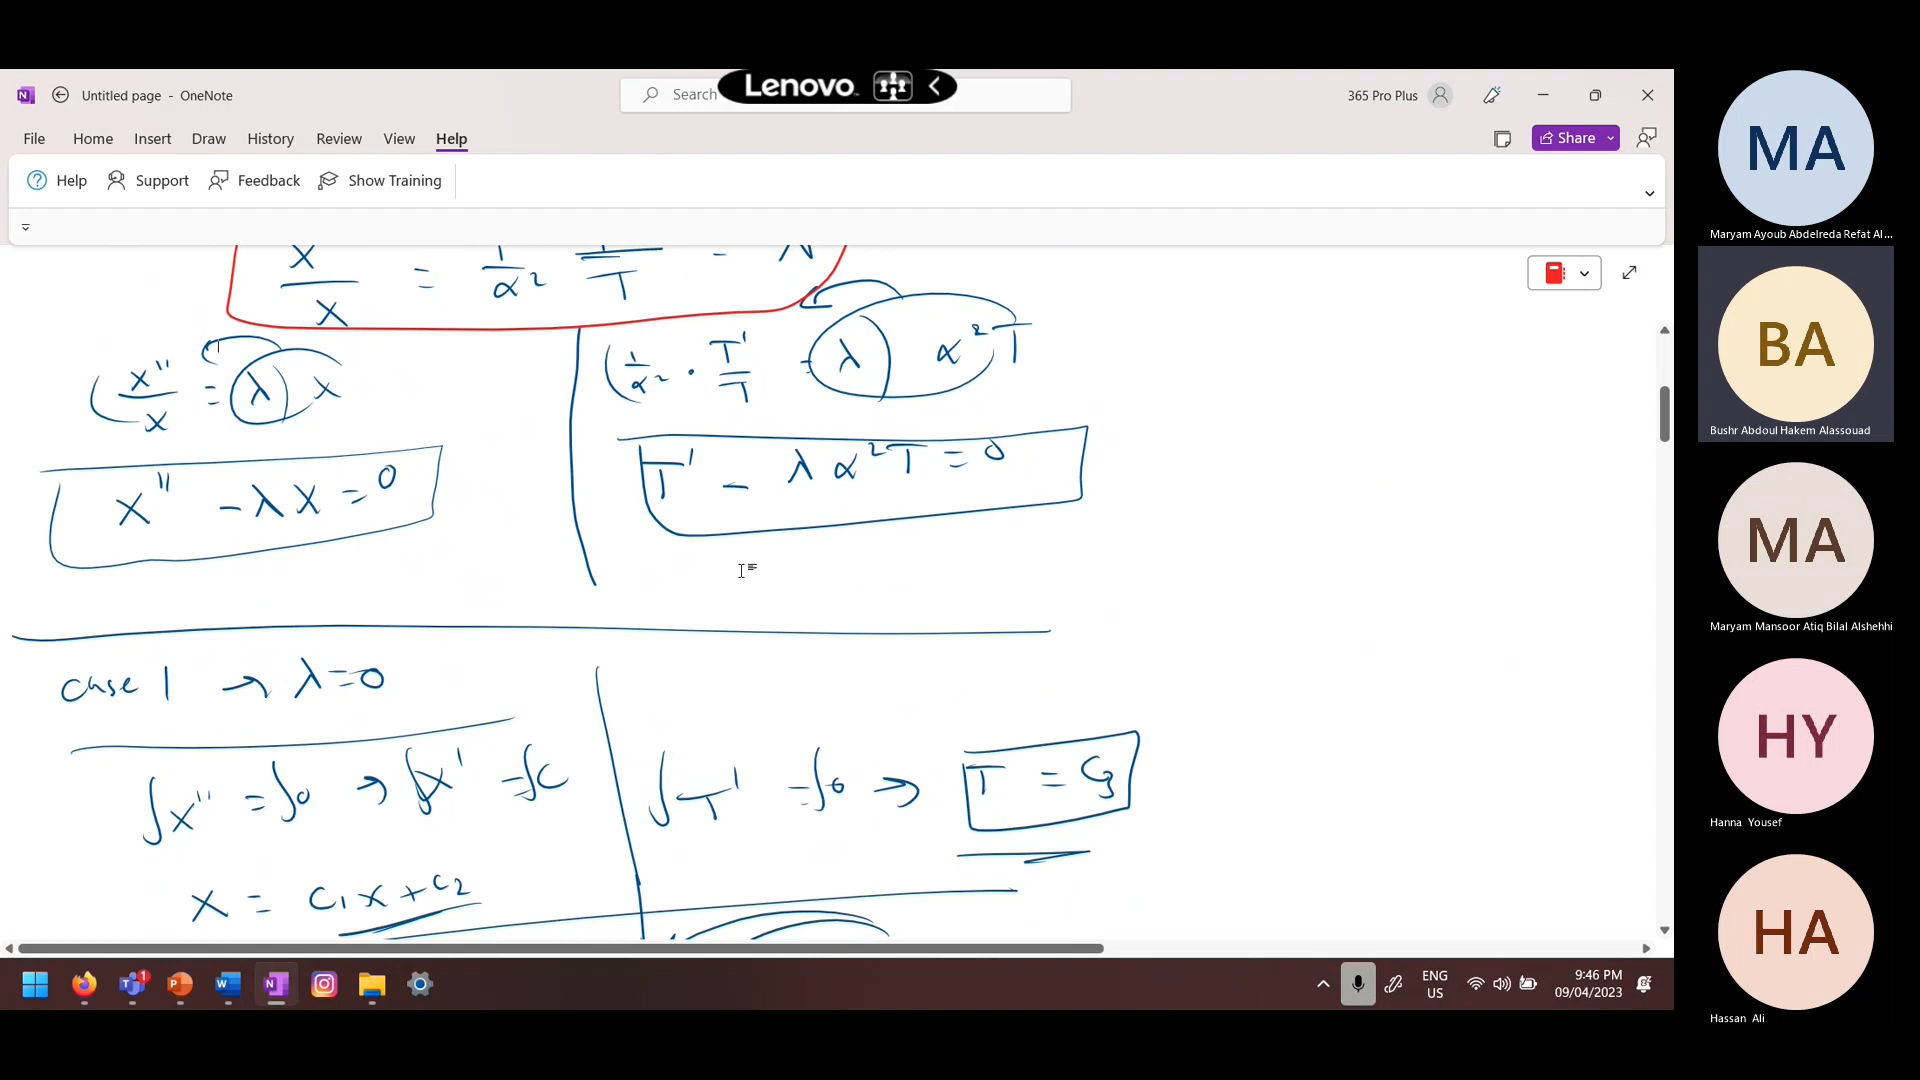 Lenovo
Untitled page - OneNote
Search
365 Pro Plus
File Home Insert Draw History Review View Help
Share
Help Support Feedback Show Training
X / X = 1/α² T = λ
X''/X = λ X
1/α² · T'/T = λ α² T
X'' - λX = 0
T' - λ α² T = 0
case 1 → λ = 0
∫X'' = ∫0 → ∫X' = ∫C
∫T' = ∫0 → T = C3
X = C1 x + C2
MA
Maryam Ayoub Abdelreda Refat Al...
BA
Bushr Abdoul Hakem Alassouad
MA
Maryam Mansoor Atiq Bilal Alshehhi
HY
Hanna Yousef
HA
Hassan Ali
1
ENG
US
9:46 PM
09/04/2023